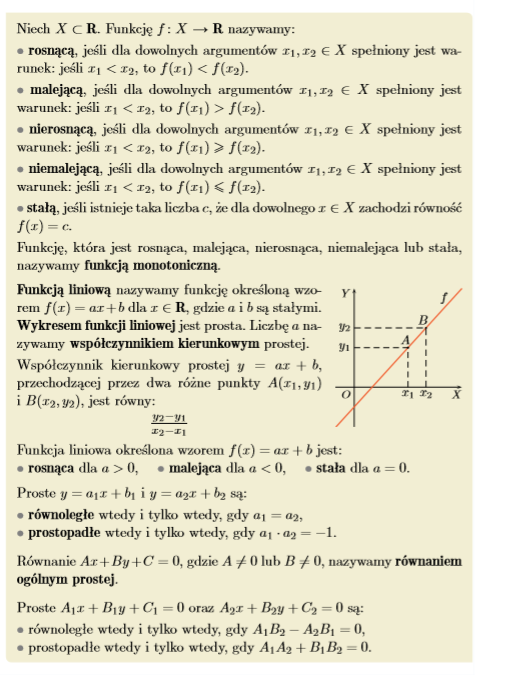 Niech X ⊂ R. Funkcję f: X → R nazywamy:
• rosnącą, jeśli dla dowolnych argumentów x₁, x₂ ∈ X spełniony jest wa-
runek: jeśli x₁ < x₂, to f(x₁) < f(x₂).
• malejącą, jeśli dla dowolnych argumentów x₁, x₂ ∈ X spełniony jest
warunek: jeśli x₁ < x₂, to f(x₁) > f(x₂).
• nierosnącą, jeśli dla dowolnych argumentów x₁, x₂ ∈ X spełniony jest
warunek: jeśli x₁ < x₂, to f(x₁) ⩾ f(x₂).
• niemalejącą, jeśli dla dowolnych argumentów x₁, x₂ ∈ X spełniony jest
warunek: jeśli x₁ < x₂, to f(x₁) ⩽ f(x₂).
• stałą, jeśli istnieje taka liczba c, że dla dowolnego x ∈ X zachodzi równość
f(x) = c.
Funkcję, która jest rosnąca, malejąca, nierosnąca, niemalejąca lub stała,
nazywamy funkcją monotoniczną.
Funkcją liniową nazywamy funkcję określoną wzo-
rem f(x) = ax+b dla x ∈ R, gdzie a i b są stałymi.
Wykresem funkcji liniowej jest prosta. Liczbę a na-
zywamy współczynnikiem kierunkowym prostej.
Współczynnik kierunkowy prostej y = ax + b,
przechodzącej przez dwa różne punkty A(x₁, y₁)
i B(x₂, y₂), jest równy:
y₂−y₁
x₂−x₁
Y
f
B
y₂
A
y₁
O
x₁ x₂
X
Funkcja liniowa określona wzorem f(x) = ax + b jest:
• rosnąca dla a > 0, • malejąca dla a < 0, • stała dla a = 0.
Proste y = a₁x + b₁ i y = a₂x + b₂ są:
• równoległe wtedy i tylko wtedy, gdy a₁ = a₂,
• prostopadłe wtedy i tylko wtedy, gdy a₁ · a₂ = −1.
Równanie Ax+By+C = 0, gdzie A ≠ 0 lub B ≠ 0, nazywamy równaniem
ogólnym prostej.
Proste A₁x + B₁y + C₁ = 0 oraz A₂x + B₂y + C₂ = 0 są:
• równoległe wtedy i tylko wtedy, gdy A₁B₂ − A₂B₁ = 0,
• prostopadłe wtedy i tylko wtedy, gdy A₁A₂ + B₁B₂ = 0.